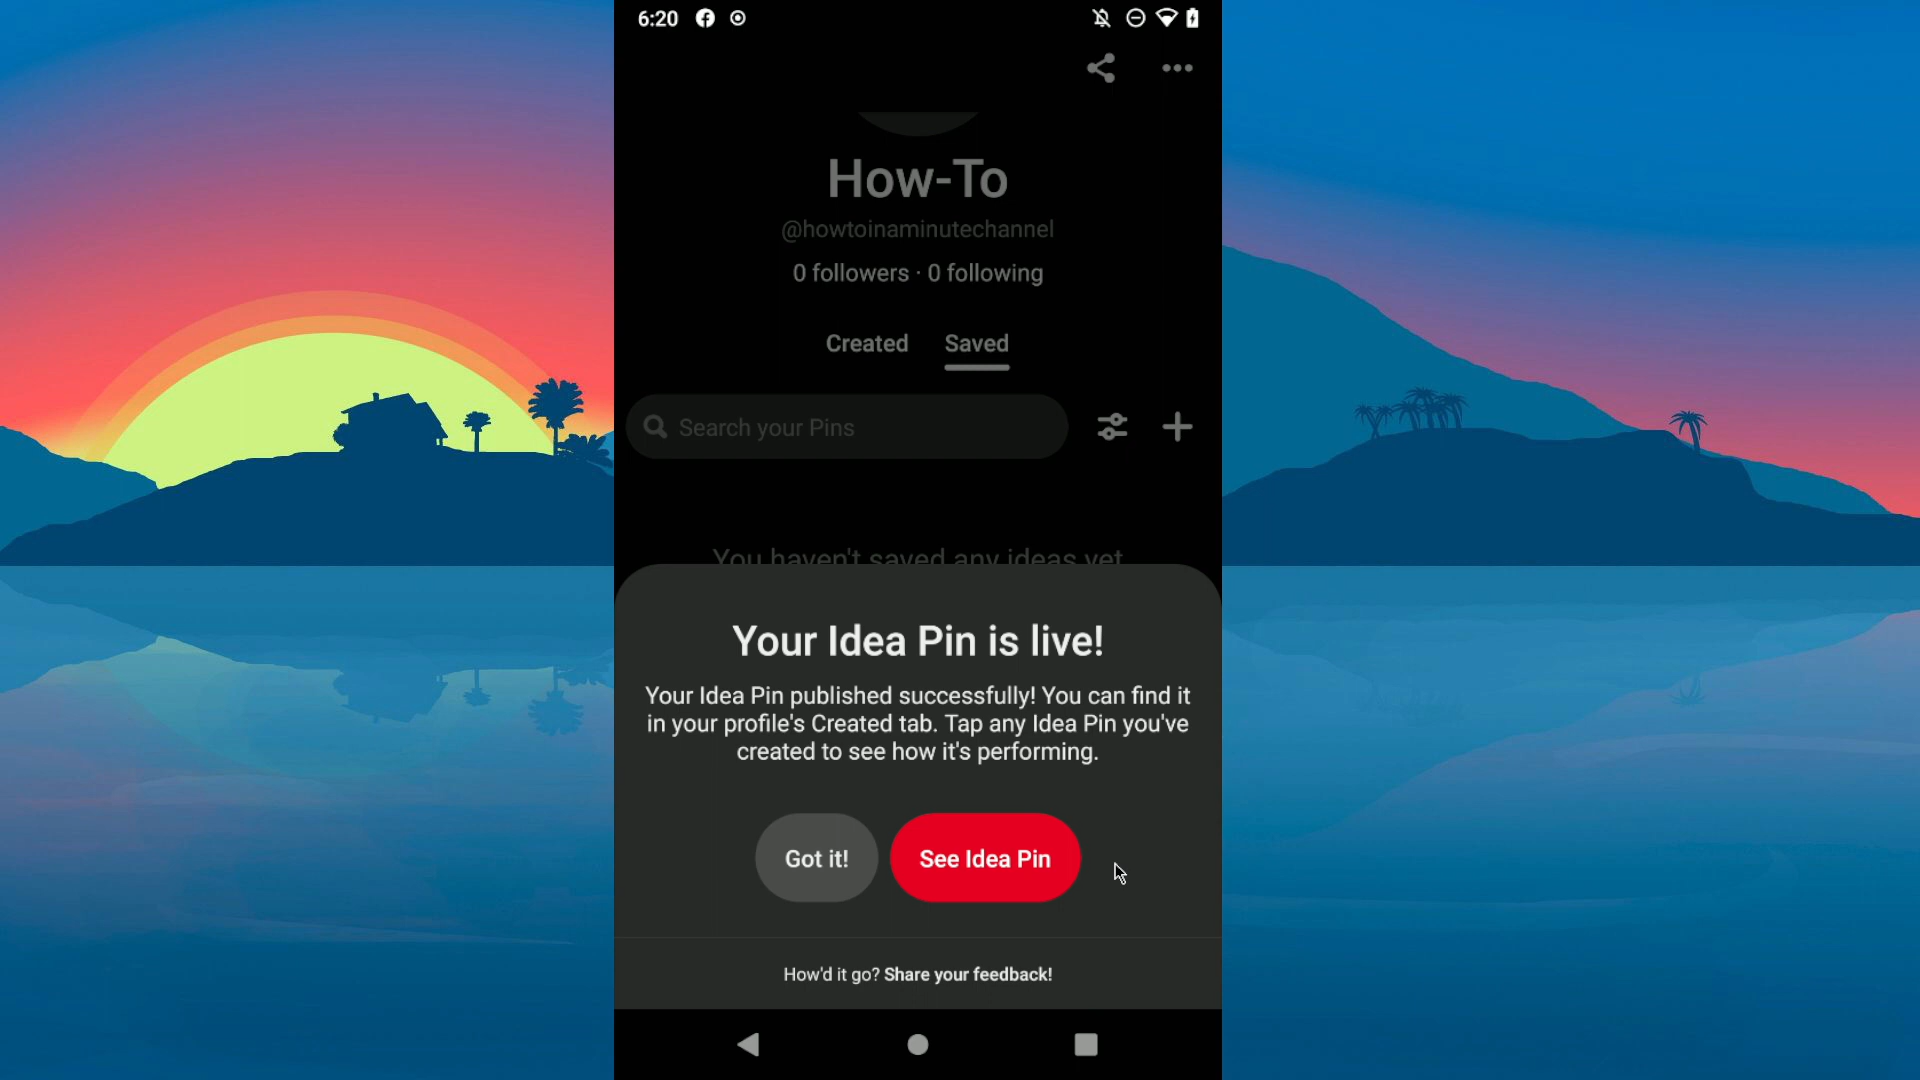 6:20
How-To
@howtoinaminutechannel
0 followers · 0 following
Created Saved
Search your Pins
You haven't saved any ideas yet
Your Idea Pin is live!
Your Idea Pin published successfully! You can find it
in your profile's Created tab. Tap any Idea Pin you've
created to see how it's performing.
Got it! See Idea Pin
How'd it go? Share your feedback!